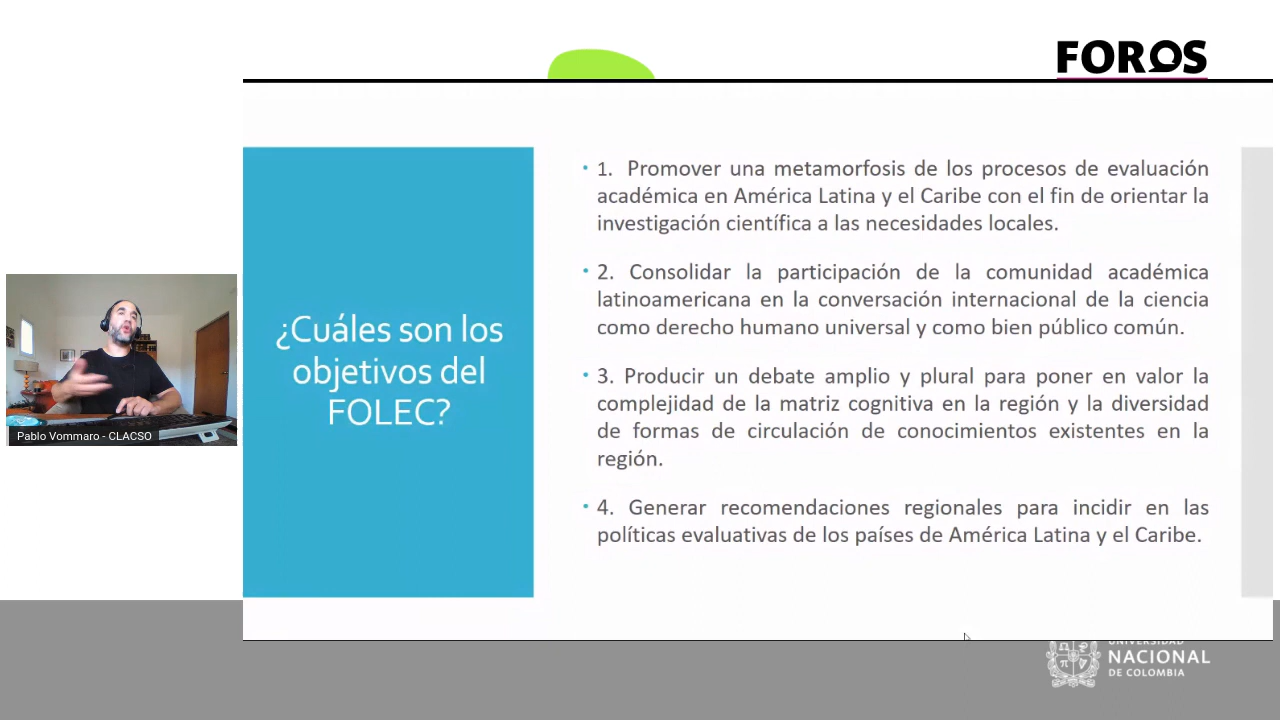 FOROS
¿Cuáles son los
objetivos del
FOLEC?
1. Promover una metamorfosis de los procesos de evaluación
académica en América Latina y el Caribe con el fin de orientar la
investigación científica a las necesidades locales.
2. Consolidar la participación de la comunidad académica
latinoamericana en la conversación internacional de la ciencia
como derecho humano universal y como bien público común.
3. Producir un debate amplio y plural para poner en valor la
complejidad de la matriz cognitiva en la región y la diversidad
de formas de circulación de conocimientos existentes en la
región.
4. Generar recomendaciones regionales para incidir en las
políticas evaluativas de los países de América Latina y el Caribe.
Pablo Vommaro - CLACSO
UNIVERSIDAD
NACIONAL
DE COLOMBIA